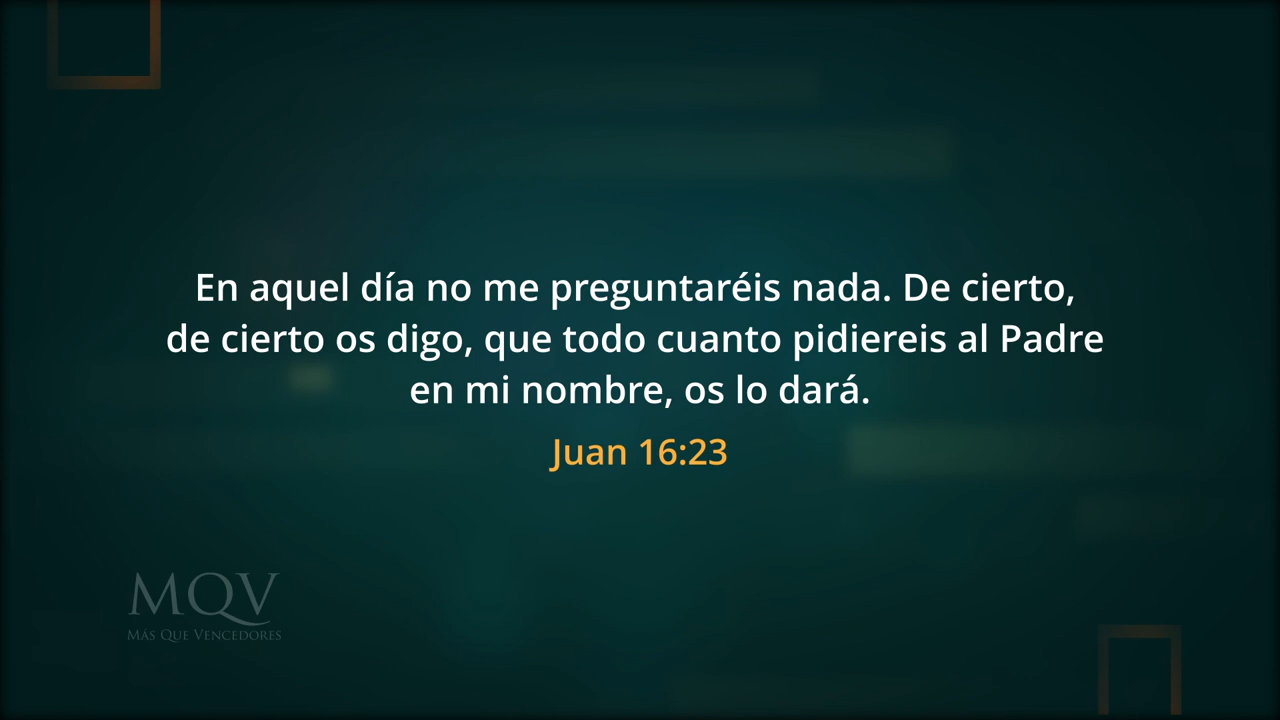 En aquel día no me preguntaréis nada. De cierto,
de cierto os digo, que todo cuanto pidiereis al Padre
en mi nombre, os lo dará.
Juan 16:23
MQV
MÁS QUE VENCEDORES